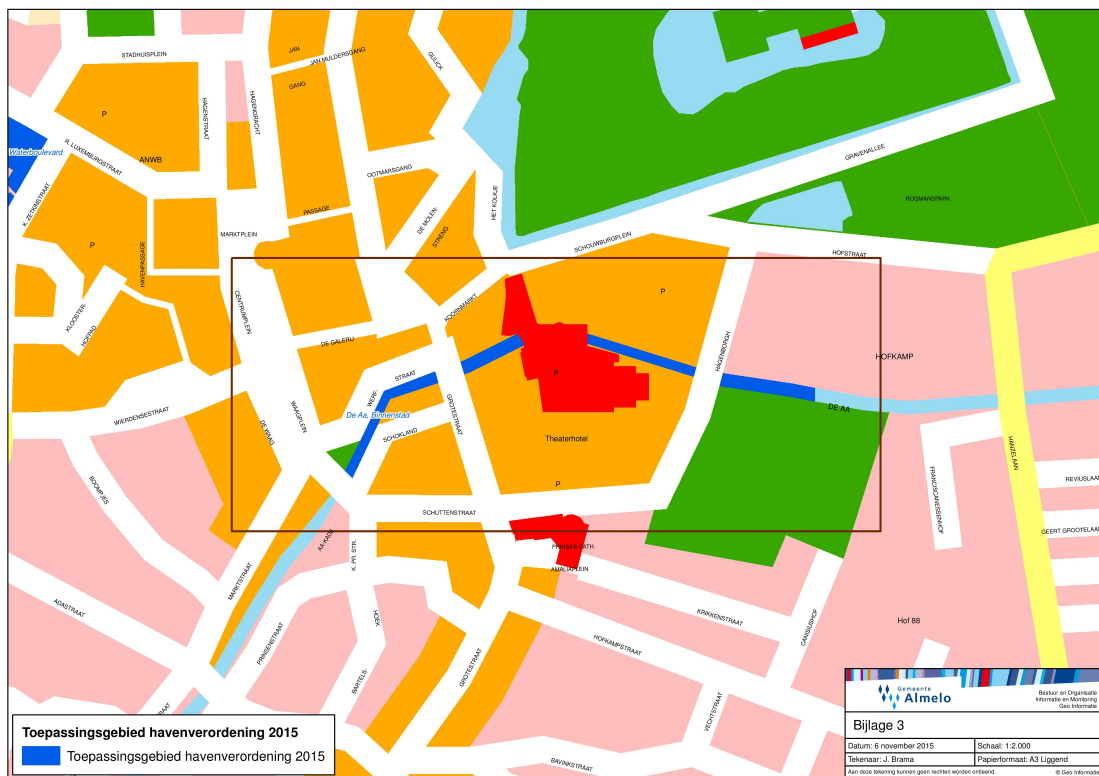 STADHUISPLEIN
JAN
JAN MULDERSGANG
GANG
GULICK
P
HAGENSTRAAT
HAGENGRACHT
Waterboulevard
R. LUXEMBURGSTRAAT
ANWB
OOTMARSGANG
GRAVENALLEE
K. ZETKINSTRAAT
PASSAGE
DE MOLEN-
STRENG
HET KOLKJE
ROOMANSPARK
MARKTPLEIN
SCHOUWBURGPLEIN
HOFSTRAAT
P
HAVENPASSAGE
P
KLOOSTER-
HOFPAD
CENTRUMPLEIN
KOORNMARKT
DE GALERIJ
HAGENBORGH
HOFKAMP
STRAAT
WERF-
P
DE AA
De Aa, Binnenstad
GROTESTRAAT
WIERDENSESTRAAT
WAAGPLEIN
DE WAAG
SCHOKLAND
Theaterhotel
HANZELAAN
BOOMPJES
P
FRANCISCANESSENHOF
REVIUSLAAN
SCHUTTENSTRAAT
AA-KADE
K. PR. STR.
GEERT GROOTELAAN
PRINSES CATH.
AMALIAPLEIN
MARKTSTRAAT
ADASTRAAT
PRINSENSTRAAT
HOEK
BARTELS-
KRIKKENSTRAAT
CANISIUSHOF
Hof 88
HOFKAMPSTRAAT
GROTESTRAAT
VECHTSTRAAT
STRAAT
BAVINKSTRAAT
Toepassingsgebied havenverordening 2015
Toepassingsgebied havenverordening 2015
Gemeente
Almelo
Bestuur en Organisatie
Informatie en Monitoring
Geo Informatie
Bijlage 3
Datum: 6 november 2015
Schaal: 1:2.000
Tekenaar: J. Brama
Papierformaat: A3 Liggend
Aan deze tekening kunnen geen rechten worden ontleend.
© Geo Informatie